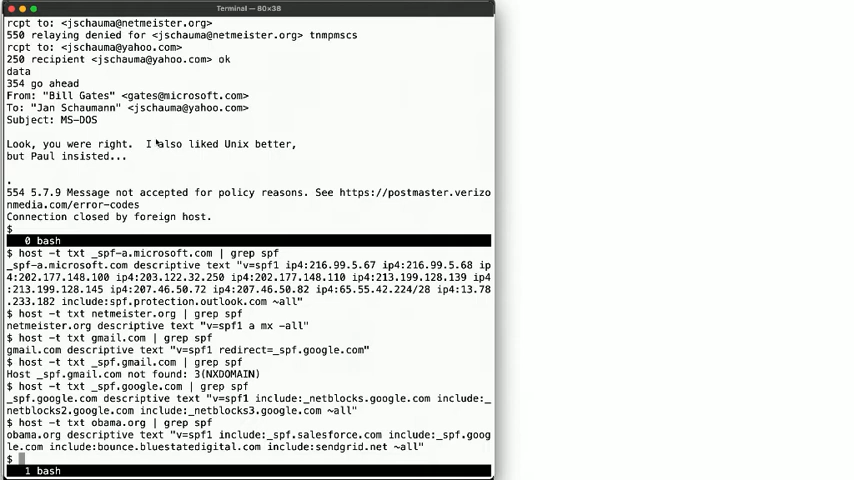 Terminal — 80×38
rcpt to: <jschauma@netmeister.org>
550 relaying denied for <jschauma@netmeister.org> tnmpmscs
rcpt to: <jschauma@yahoo.com>
250 recipient <jschauma@yahoo.com> ok
data
354 go ahead
From: "Bill Gates" <gates@microsoft.com>
To: "Jan Schaumann" <jschauma@yahoo.com>
Subject: MS-DOS
Look, you were right.  I also liked Unix better,
but Paul insisted...
.
554 5.7.9 Message not accepted for policy reasons. See https://postmaster.verizo
nmedia.com/error-codes
Connection closed by foreign host.
$
0 bash
$ host -t txt _spf-a.microsoft.com | grep spf
_spf-a.microsoft.com descriptive text "v=spf1 ip4:216.99.5.67 ip4:216.99.5.68 ip
4:202.177.148.100 ip4:203.122.32.250 ip4:202.177.148.110 ip4:213.199.128.139 ip4
:213.199.128.145 ip4:207.46.50.72 ip4:207.46.50.82 ip4:65.55.42.224/28 ip4:13.78
.233.182 include:spf.protection.outlook.com ~all"
$ host -t txt netmeister.org | grep spf
netmeister.org descriptive text "v=spf1 a mx -all"
$ host -t txt gmail.com | grep spf
gmail.com descriptive text "v=spf1 redirect=_spf.google.com"
$ host -t txt _spf.gmail.com | grep spf
Host _spf.gmail.com not found: 3(NXDOMAIN)
$ host -t txt _spf.google.com | grep spf
_spf.google.com descriptive text "v=spf1 include:_netblocks.google.com include:_
netblocks2.google.com include:_netblocks3.google.com ~all"
$ host -t txt obama.org | grep spf
obama.org descriptive text "v=spf1 include:_spf.salesforce.com include:_spf.goog
le.com include:bounce.bluestatedigital.com include:sendgrid.net ~all"
$
1 bash